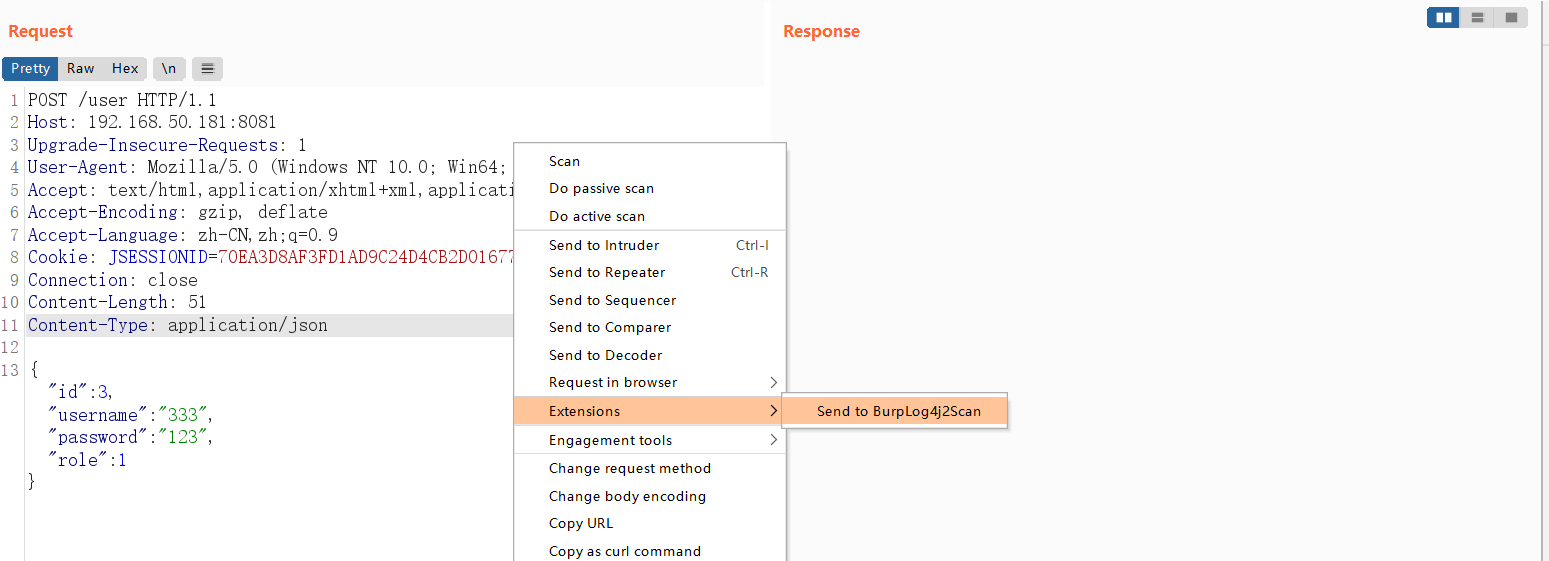 Request
Response
Pretty Raw Hex \n
1 POST /user HTTP/1.1
2 Host: 192.168.50.181:8081
3 Upgrade-Insecure-Requests: 1
4 User-Agent: Mozilla/5.0 (Windows NT 10.0; Win64;
5 Accept: text/html,application/xhtml+xml,applicati
6 Accept-Encoding: gzip, deflate
7 Accept-Language: zh-CN,zh;q=0.9
8 Cookie: JSESSIONID=70EA3D8AF3FD1AD9C24D4CB2D01677
9 Connection: close
10 Content-Length: 51
11 Content-Type: application/json
12
13 {
"id":3,
"username":"333",
"password":"123",
"role":1
}
Scan
Do passive scan
Do active scan
Send to Intruder Ctrl-I
Send to Repeater Ctrl-R
Send to Sequencer
Send to Comparer
Send to Decoder
Request in browser
Extensions
Send to BurpLog4j2Scan
Engagement tools
Change request method
Change body encoding
Copy URL
Copy as curl command